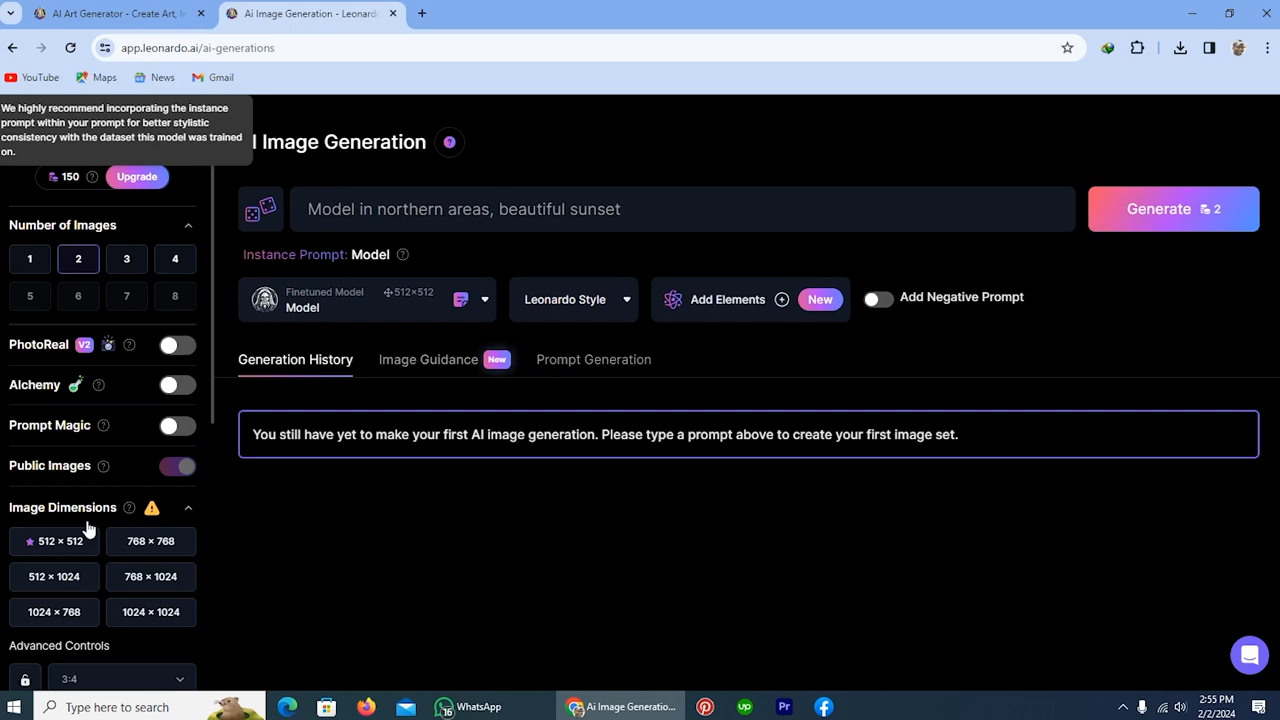 AI Art Generator - Create Art, In
Ai Image Generation - Leonardo
app.leonardo.ai/ai-generations
YouTube
Maps
News
Gmail
We highly recommend incorporating the instance
prompt within your prompt for better stylistic
consistency with the dataset this model was trained
on.
I Image Generation ?
150 ? Upgrade
Model in northern areas, beautiful sunset
Generate 2
Number of Images
1 2 3 4
5 6 7 8
Instance Prompt: Model ?
Finetuned Model 512×512
Model
Leonardo Style
Add Elements New
Add Negative Prompt
PhotoReal V2 ?
Alchemy ?
Prompt Magic ?
Public Images ?
Generation History Image Guidance New Prompt Generation
You still have yet to make your first AI image generation. Please type a prompt above to create your first image set.
Image Dimensions ?
512 × 512 768 × 768
512 × 1024 768 × 1024
1024 × 768 1024 × 1024
Advanced Controls
3:4
Type here to search
16
WhatsApp
Ai Image Generatio...
up
Pr
2:55 PM
2/2/2024